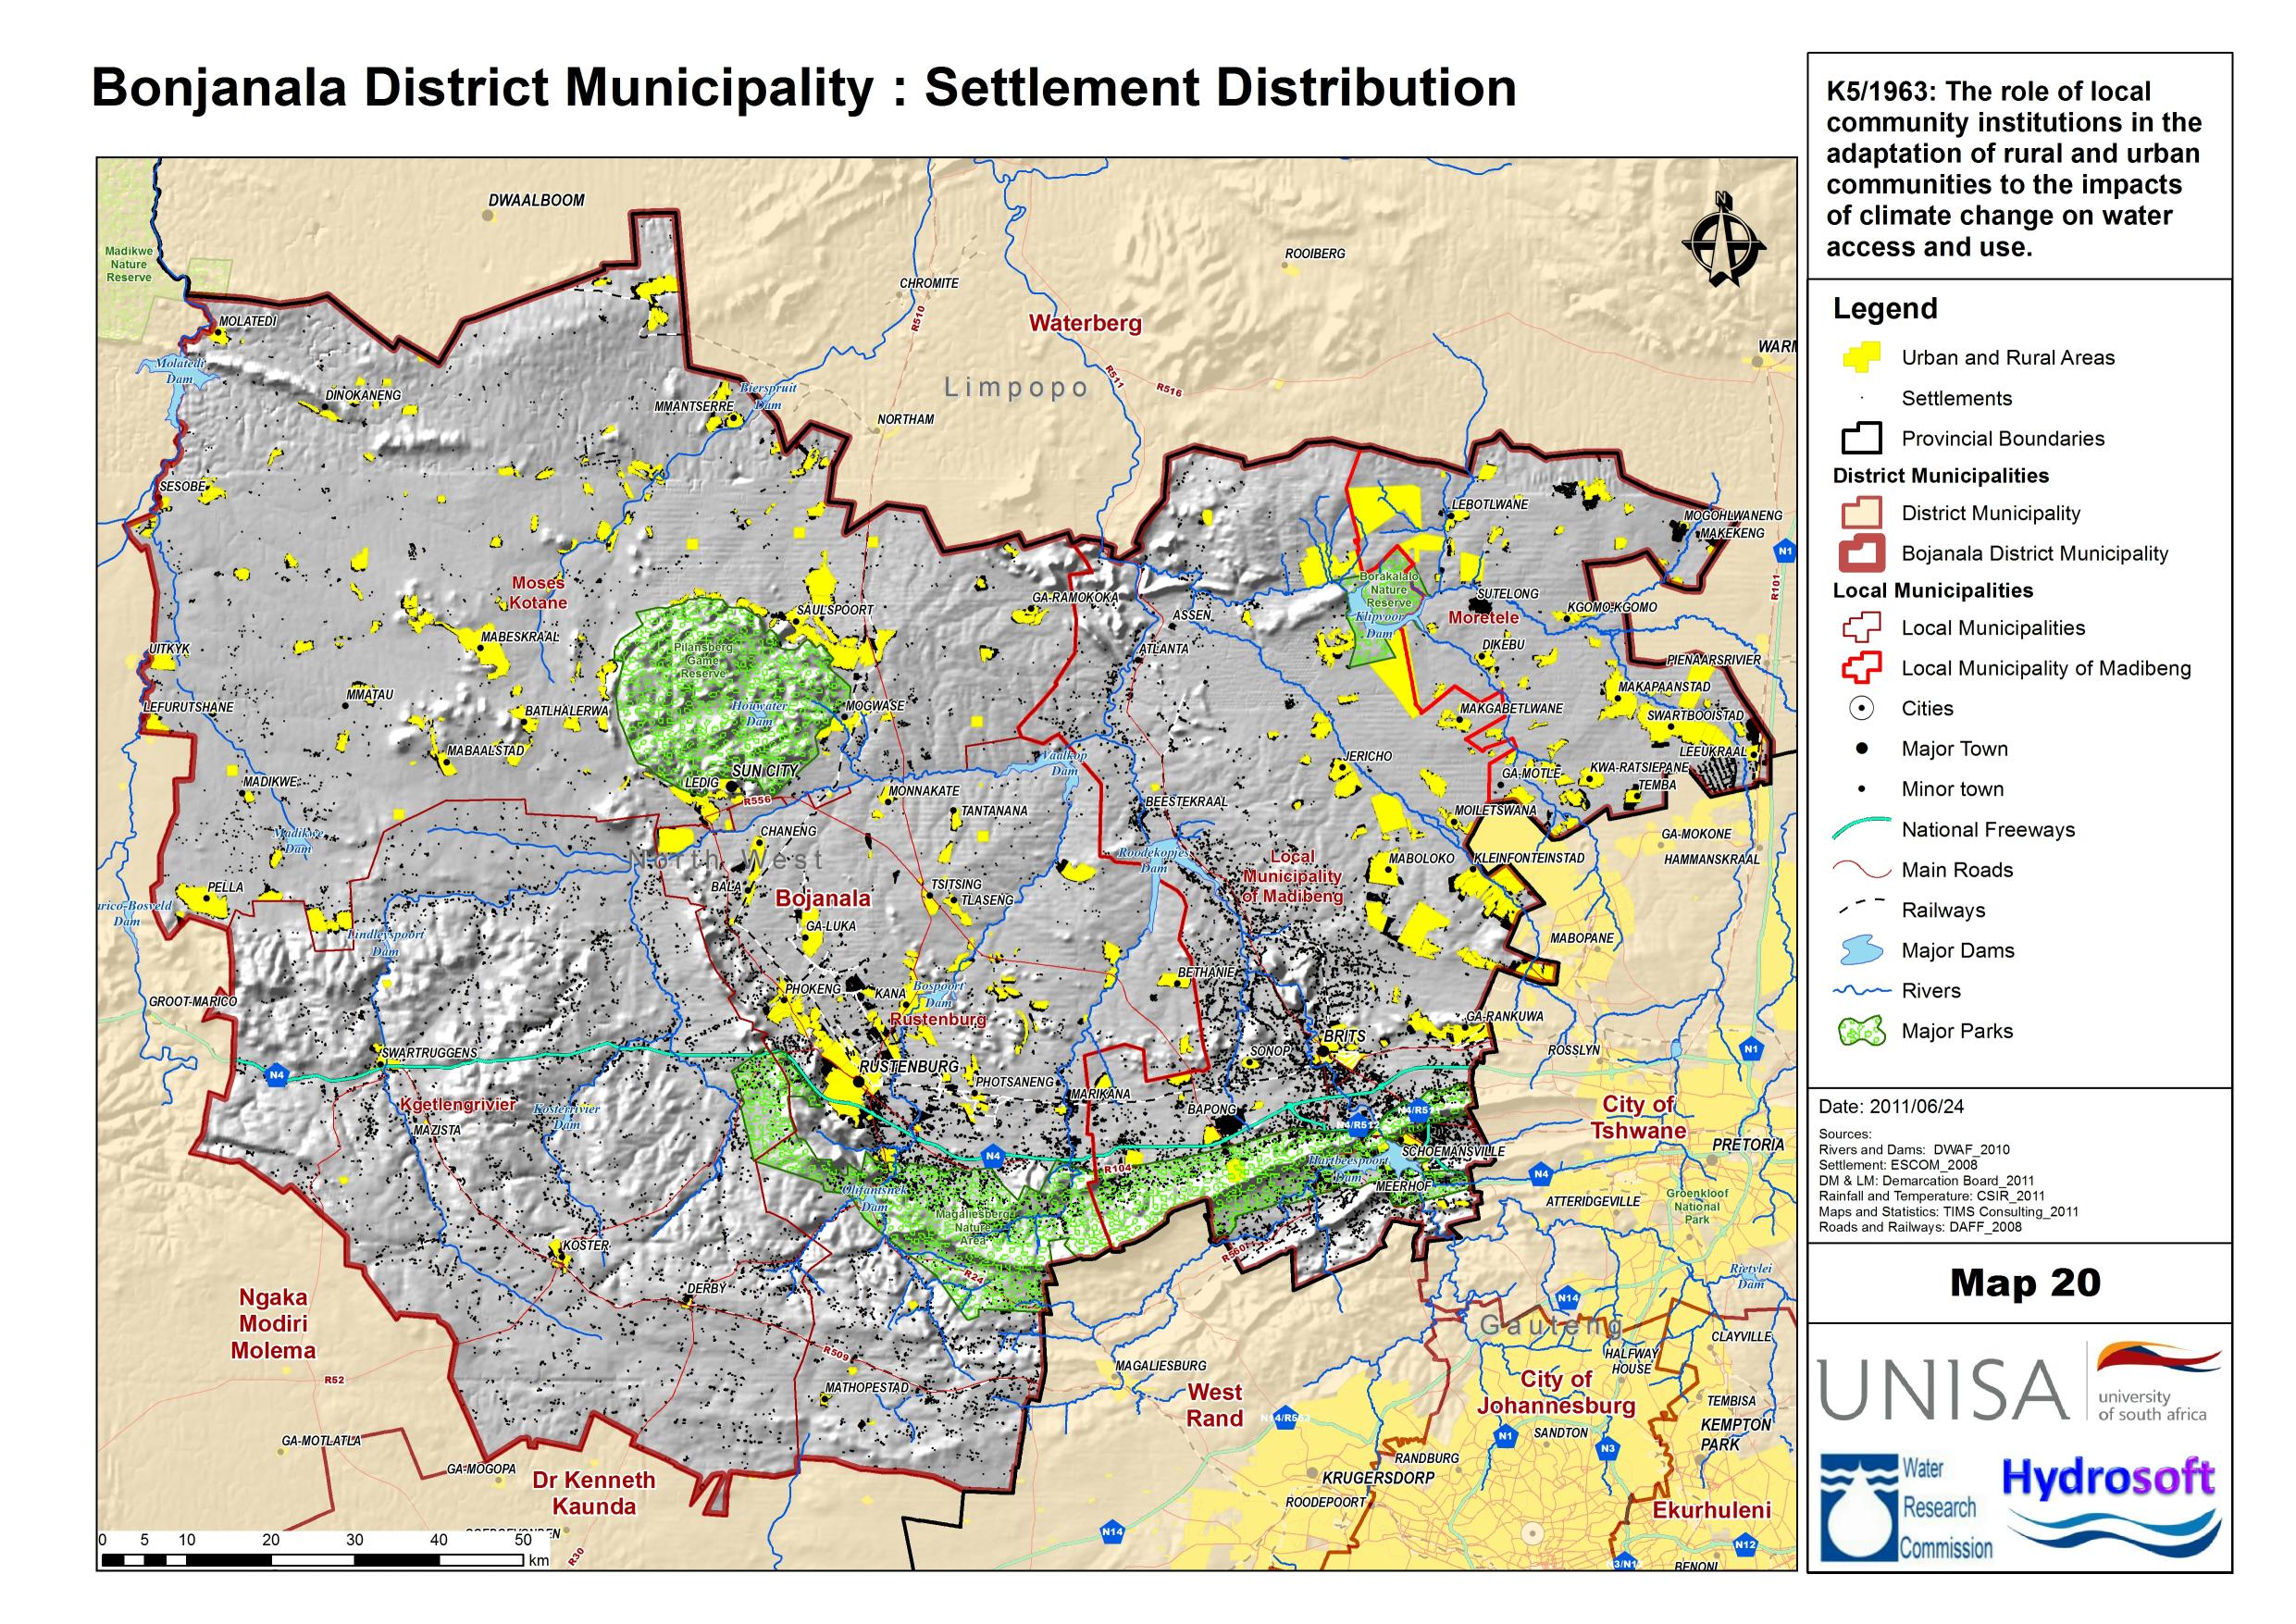 Bonjanala District Municipality : Settlement Distribution
K5/1963: The role of local
community institutions in the
adaptation of rural and urban
communities to the impacts
of climate change on water
access and use.
Legend
Urban and Rural Areas
Settlements
Provincial Boundaries
District Municipalities
District Municipality
Bojanala District Municipality
Local Municipalities
Local Municipalities
Local Municipality of Madibeng
Cities
Major Town
Minor town
National Freeways
Main Roads
Railways
Major Dams
Rivers
Major Parks
Date: 2011/06/24
Sources:
Rivers and Dams: DWAF_2010
Settlement: ESCOM_2008
DM & LM: Demarcation Board_2011
Rainfall and Temperature: CSIR_2011
Maps and Statistics: TIMS Consulting_2011
Roads and Railways: DAFF_2008
Map 20
UNISA
university
of south africa
Water
Research
Commission
Hydrosoft
N
DWAALBOOM
Madikwe
Nature
Reserve
ROOIBERG
CHROMITE
R510
Waterberg
MOLATEDI
Molatedi
Dam
Limpopo
R511
R516
DINOKANENG
MMANTSERRE
Bierspruit
Dam
NORTHAM
SESOBE
LEBOTLWANE
MOGOHLWANENG
MAKEKENG
N1
R101
Moses
Kotane
GA-RAMOKOKA
ASSEN
Borakalalo
Nature
Reserve
Klipvoor
Dam
SUTELONG
Moretele
KGOMO-KGOMO
SAULSPOORT
MABESKRAAL
UITKYK
Pilansberg
Game
Reserve
ATLANTA
DIKEBU
PIENAARSRIVIER
MMATAU
LEFURUTSHANE
BATLHALERWA
Houwater
Dam
MOGWASE
MAKAPAANSTAD
MAKGABETLWANE
SWARTBOOISTAD
MABAALSTAD
Vaalkop
Dam
JERICHO
LEEUKRAAL
GA-MOTLE
KWA-RATSIEPANE
TEMBA
MADIKWE
LEDIG
SUN CITY
R556
MONNAKATE
TANTANANA
BEESTEKRAAL
MOILETSWANA
Madikwe
Dam
CHANENG
North West
Roodekopjes
Dam
Local
Municipality
of Madibeng
MABOLOKO
KLEINFONTEINSTAD
GA-MOKONE
HAMMANSKRAAL
PELLA
BALA
Bojanala
TSITSING
TLASENG
GA-LUKA
Lindleyspoort
Dam
MABOPANE
BETHANIE
GROOT-MARICO
PHOKENG
KANA
Bospoort
Dam
Rustenburg
GA-RANKUWA
BRITS
SONOP
ROSSLYN
N1
SWARTRUGGENS
N4
RUSTENBURG
PHOTSANENG
MARIKANA
BAPONG
Kgetlengrivier
MAZISTA
Kosterrivier
Dam
N4/R512
City of
Tshwane
PRETORIA
N4
R104
SCHOEMANSVILLE
Hartbeespoort
Dam
MEERHOF
N4
ATTERIDGEVILLE
Groenkloof
National
Park
Olifantsnek
Dam
Magaliesberg
Nature
Area
KOSTER
R24
R560
DERBY
Rietvlei
Dam
N14
Ngaka
Modiri
Molema
Gauteng
CLAYVILLE
HALFWAY
HOUSE
R509
R52
MATHOPESTAD
MAGALIESBURG
West
Rand
City of
Johannesburg
TEMBISA
KEMPTON
PARK
N1
SANDTON
N3
GA-MOTLATLA
GA-MOGOPA
RANDBURG
KRUGERSDORP
ROODEPOORT
Dr Kenneth
Kaunda
Ekurhuleni
N14
N12
BENONI
R30
0 5 10 20 30 40 50
km